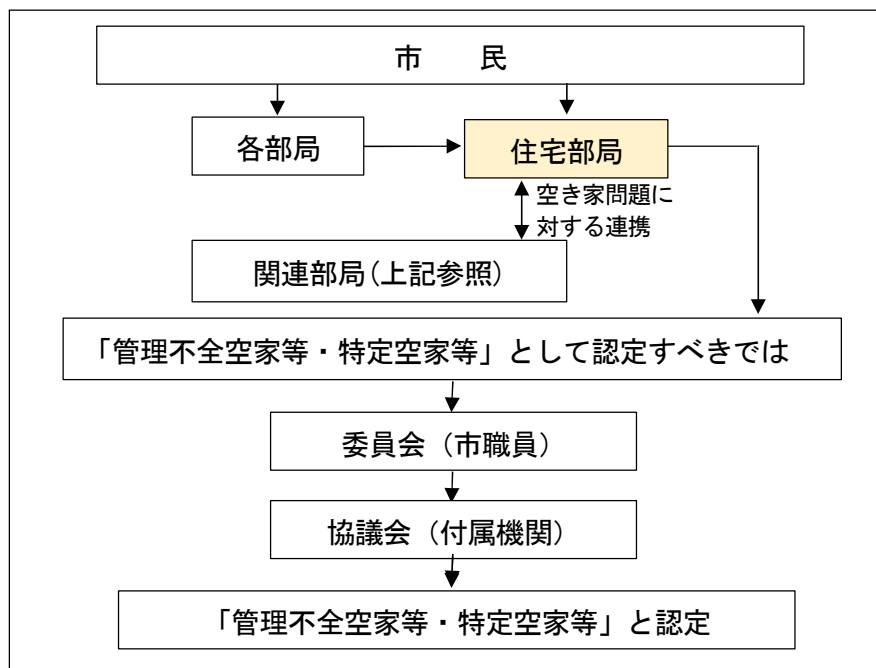 市　　民
各部局
住宅部局
空き家問題に
対する連携
関連部局（上記参照）
「管理不全空家等・特定空家等」として認定すべきでは
委員会（市職員）
協議会（付属機関）
「管理不全空家等・特定空家等」と認定